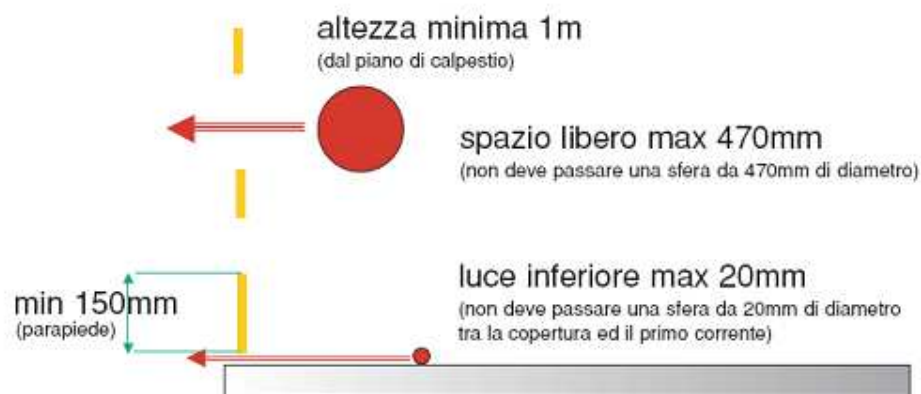 altezza minima 1m
(dal piano di calpestio)
spazio libero max 470mm
(non deve passare una sfera da 470mm di diametro)
luce inferiore max 20mm
(non deve passare una sfera da 20mm di diametro
tra la copertura ed il primo corrente)
min 150mm
(parapiede)